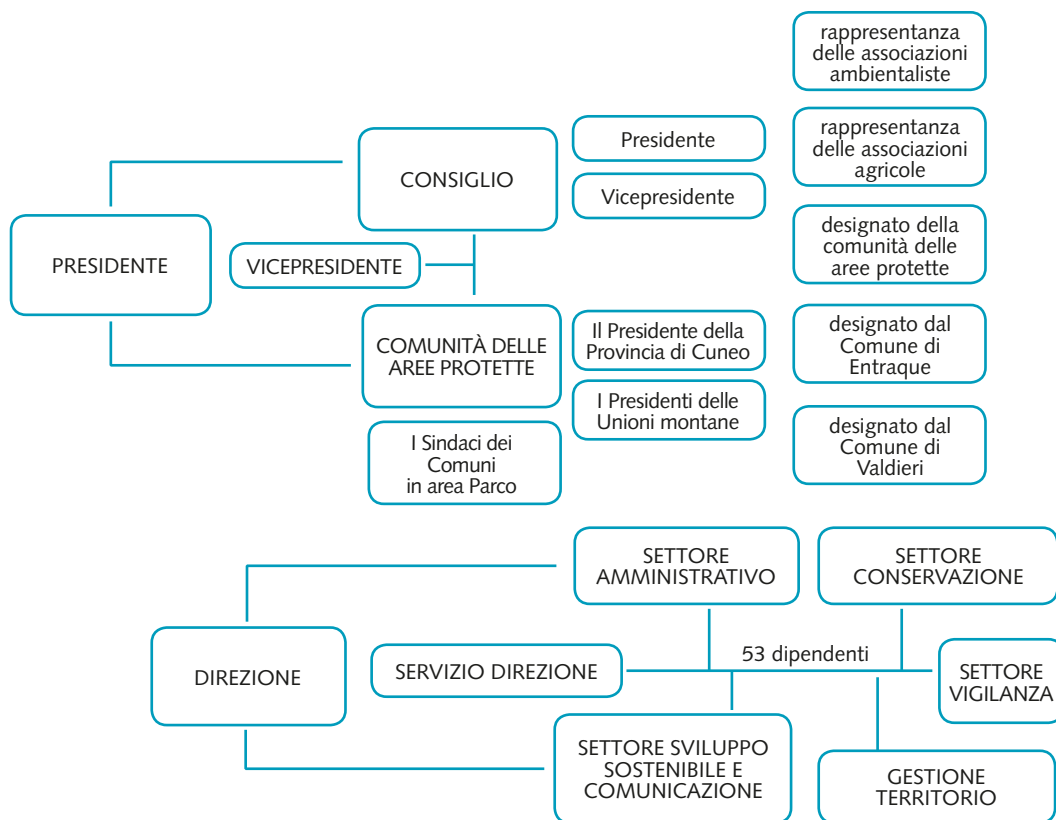 rappresentanza
delle associazioni
ambientaliste
CONSIGLIO
Presidente
rappresentanza
delle associazioni
agricole
Vicepresidente
PRESIDENTE
VICEPRESIDENTE
designato della
comunità delle
aree protette
COMUNITÀ DELLE
AREE PROTETTE
Il Presidente della
Provincia di Cuneo
designato dal
Comune di
Entraque
I Presidenti delle
Unioni montane
I Sindaci dei
Comuni
in area Parco
designato dal
Comune di
Valdieri
SETTORE
AMMINISTRATIVO
SETTORE
CONSERVAZIONE
DIREZIONE
SERVIZIO DIREZIONE
53 dipendenti
SETTORE
VIGILANZA
SETTORE SVILUPPO
SOSTENIBILE E
COMUNICAZIONE
GESTIONE
TERRITORIO